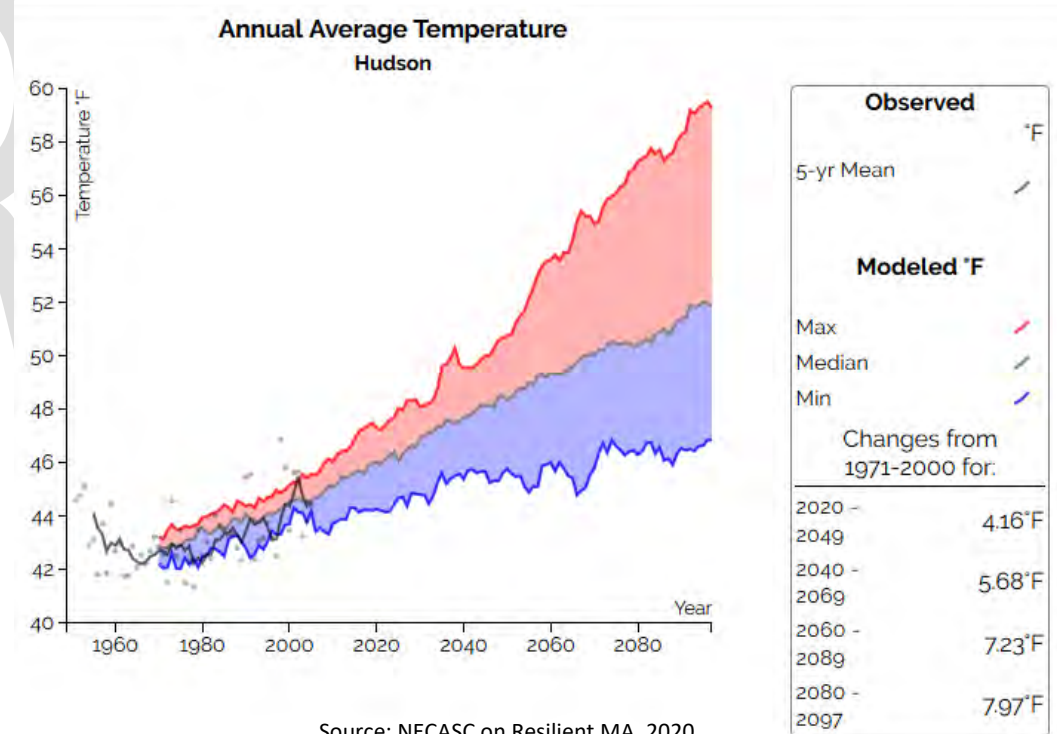 Annual Average Temperature
Hudson
Temperature °F
60
58
56
54
52
50
48
46
44
42
40
1960
1980
2000
2020
2040
2060
2080
Year
Observed
°F
5-yr Mean
Modeled °F
Max
Median
Min
Changes from
1971-2000 for:
2020 -
2049
4.16°F
2040 -
2069
5.68°F
2060 -
2089
7.23°F
2080 -
2097
7.97°F
Source: NECASC on Resilient MA, 2020